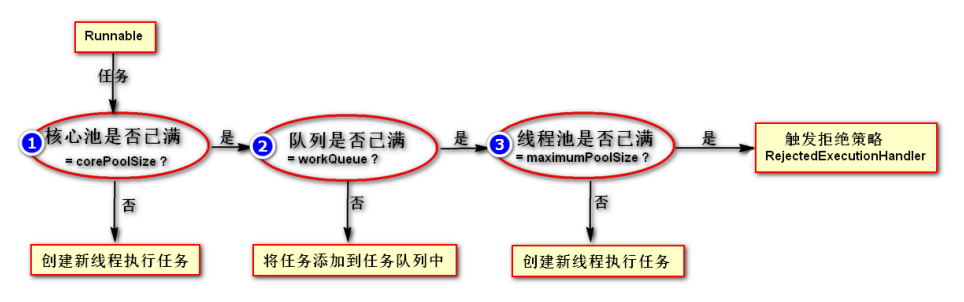 Runnable
任务
1
核心池是否已满
= corePoolSize ?
是
2
队列是否已满
= workQueue ?
是
3
线程池是否已满
= maximumPoolSize ?
是
触发拒绝策略
RejectedExecutionHandler
否
否
否
创建新线程执行任务
将任务添加到任务队列中
创建新线程执行任务